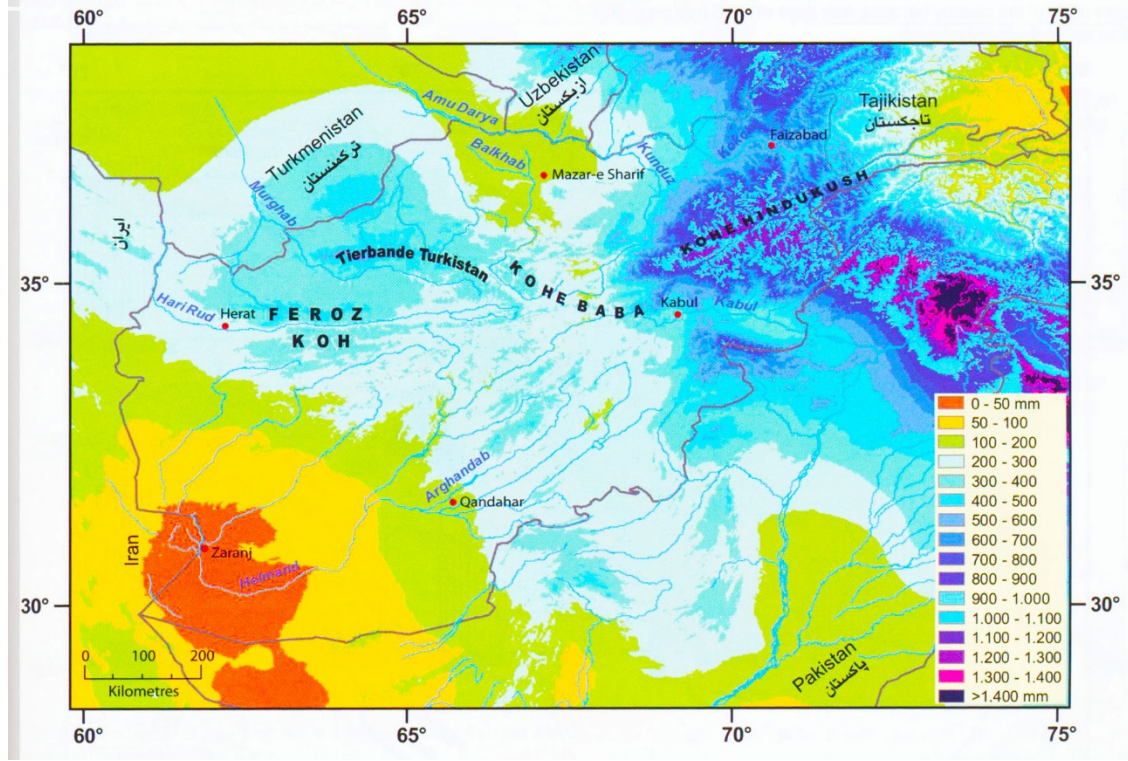 60°
65°
70°
75°
Uzbekistan
ازبکستان
Tajikistan
تاجکستان
Amu Darya
Turkmenistan
ترکمنستان
Faizabad
Balkhab
Kunduz
Mazar-e Sharif
Murghab
KOHE HINDUKUSH
ایران
Tierbande Turkistan
KOHE BABA
35°
35°
Hari Rud
Herat
FEROZ
KOH
Kabul
Kabul
Arghandab
Qandahar
Iran
Zaranj
Helmand
30°
30°
0 100 200
Kilometres
Pakistan
پاکستان
0 - 50 mm
50 - 100
100 - 200
200 - 300
300 - 400
400 - 500
500 - 600
600 - 700
700 - 800
800 - 900
900 - 1.000
1.000 - 1.100
1.100 - 1.200
1.200 - 1.300
1.300 - 1.400
>1.400 mm
60°
65°
70°
75°